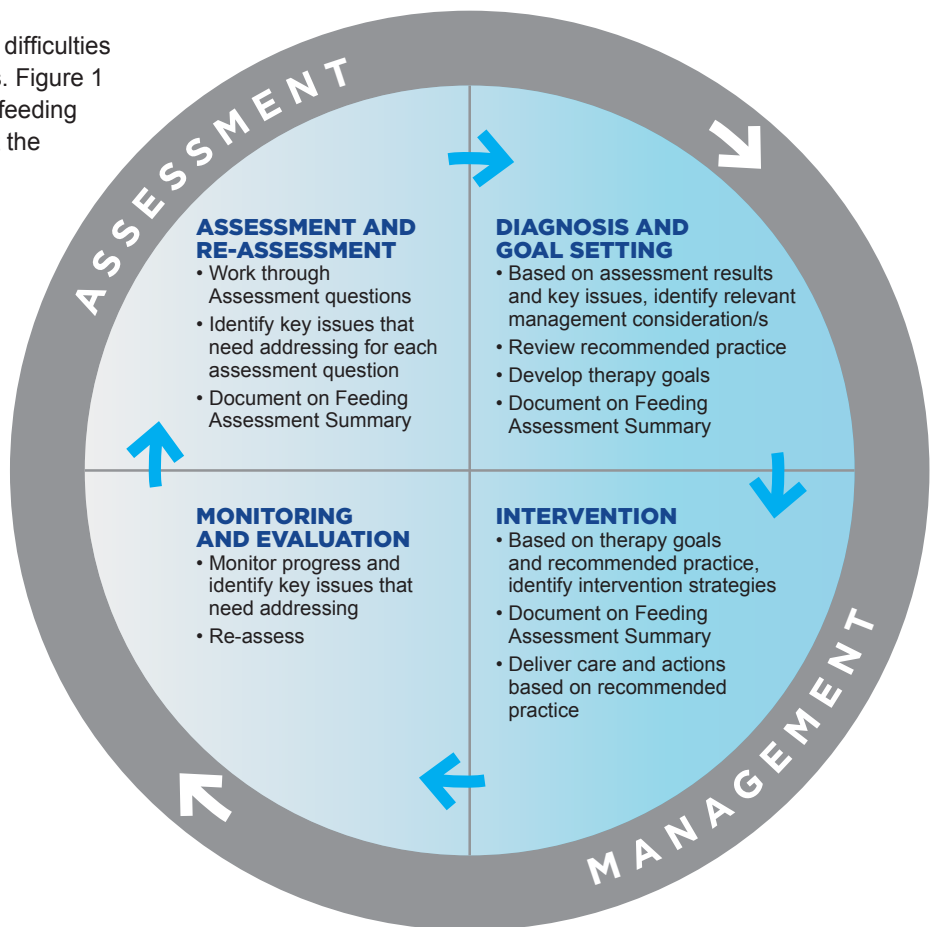 difficulties
s. Figure 1
feeding
the
ASSESSMENT
ASSESSMENT AND
RE-ASSESSMENT
• Work through
Assessment questions
• Identify key issues that
need addressing for each
assessment question
• Document on Feeding
Assessment Summary
DIAGNOSIS AND
GOAL SETTING
• Based on assessment results
and key issues, identify relevant
management consideration/s
• Review recommended practice
• Develop therapy goals
• Document on Feeding
Assessment Summary
MONITORING
AND EVALUATION
• Monitor progress and
identify key issues that
need addressing
• Re-assess
INTERVENTION
• Based on therapy goals
and recommended practice,
identify intervention strategies
• Document on Feeding
Assessment Summary
• Deliver care and actions
based on recommended
practice
MANAGEMENT